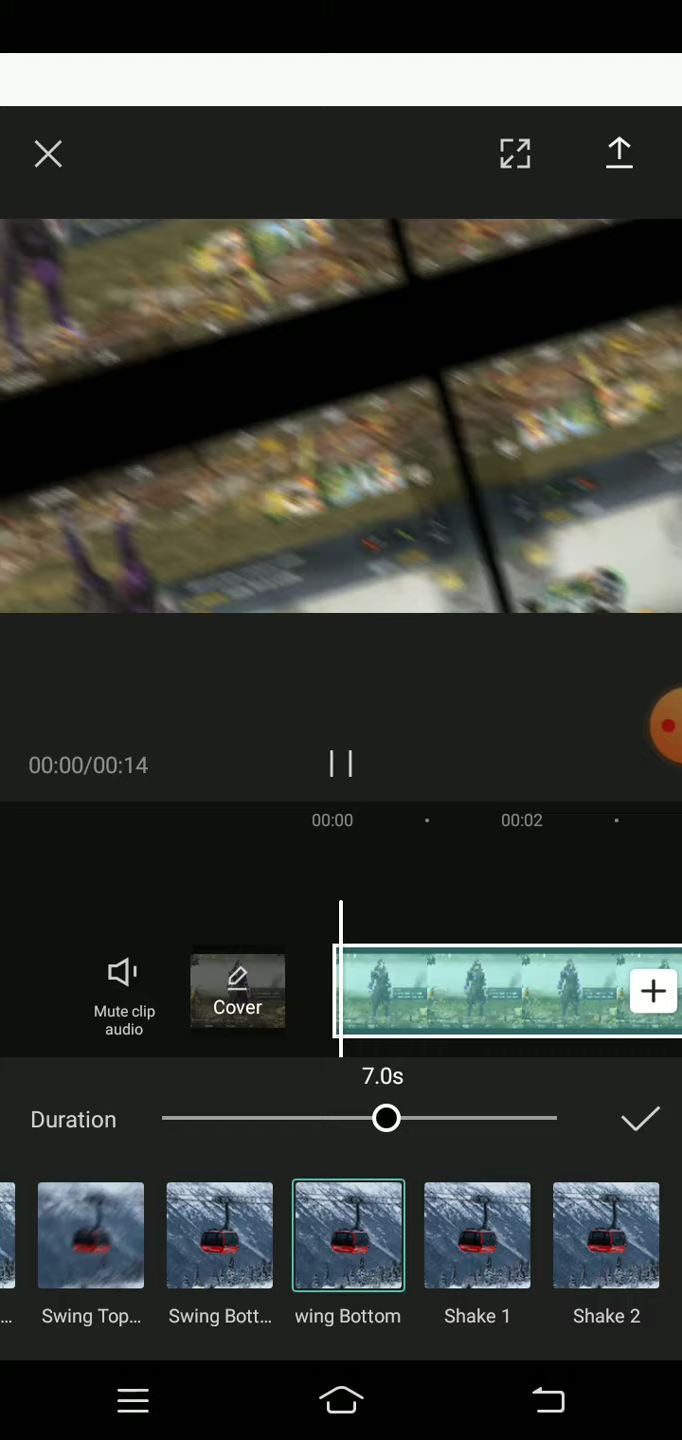 00:00/00:14
00:00
00:02
Mute clip
audio
Cover
7.0s
Duration
...
Swing Top...
Swing Bott...
wing Bottom
Shake 1
Shake 2